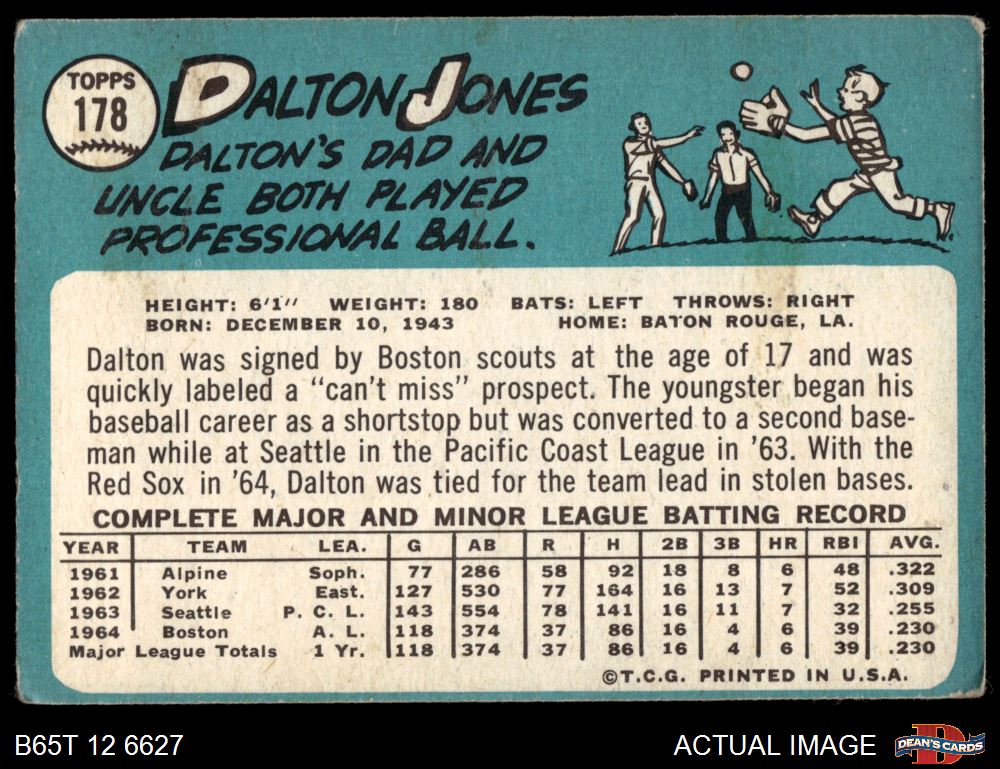 TOPPS
178
DALTON JONES
DALTON'S DAD AND
UNCLE BOTH PLAYED
PROFESSIONAL BALL.
HEIGHT: 6'1" WEIGHT: 180 BATS: LEFT THROWS: RIGHT
BORN: DECEMBER 10, 1943 HOME: BATON ROUGE, LA.
Dalton was signed by Boston scouts at the age of 17 and was
quickly labeled a "can't miss" prospect. The youngster began his
baseball career as a shortstop but was converted to a second base-
man while at Seattle in the Pacific Coast League in '63. With the
Red Sox in '64, Dalton was tied for the team lead in stolen bases.
COMPLETE MAJOR AND MINOR LEAGUE BATTING RECORD
YEAR TEAM LEA. G AB R H 2B 3B HR RBI AVG.
1961 Alpine Soph. 77 286 58 92 18 8 6 48 .322
1962 York East. 127 530 77 164 16 13 7 52 .309
1963 Seattle P. C. L. 143 554 78 141 16 11 7 32 .255
1964 Boston A. L. 118 374 37 86 16 4 6 39 .230
Major League Totals 1 Yr. 118 374 37 86 16 4 6 39 .230
©T.C.G. PRINTED IN U.S.A.
B65T 12 6627 ACTUAL IMAGE
D
DEAN'S CARDS